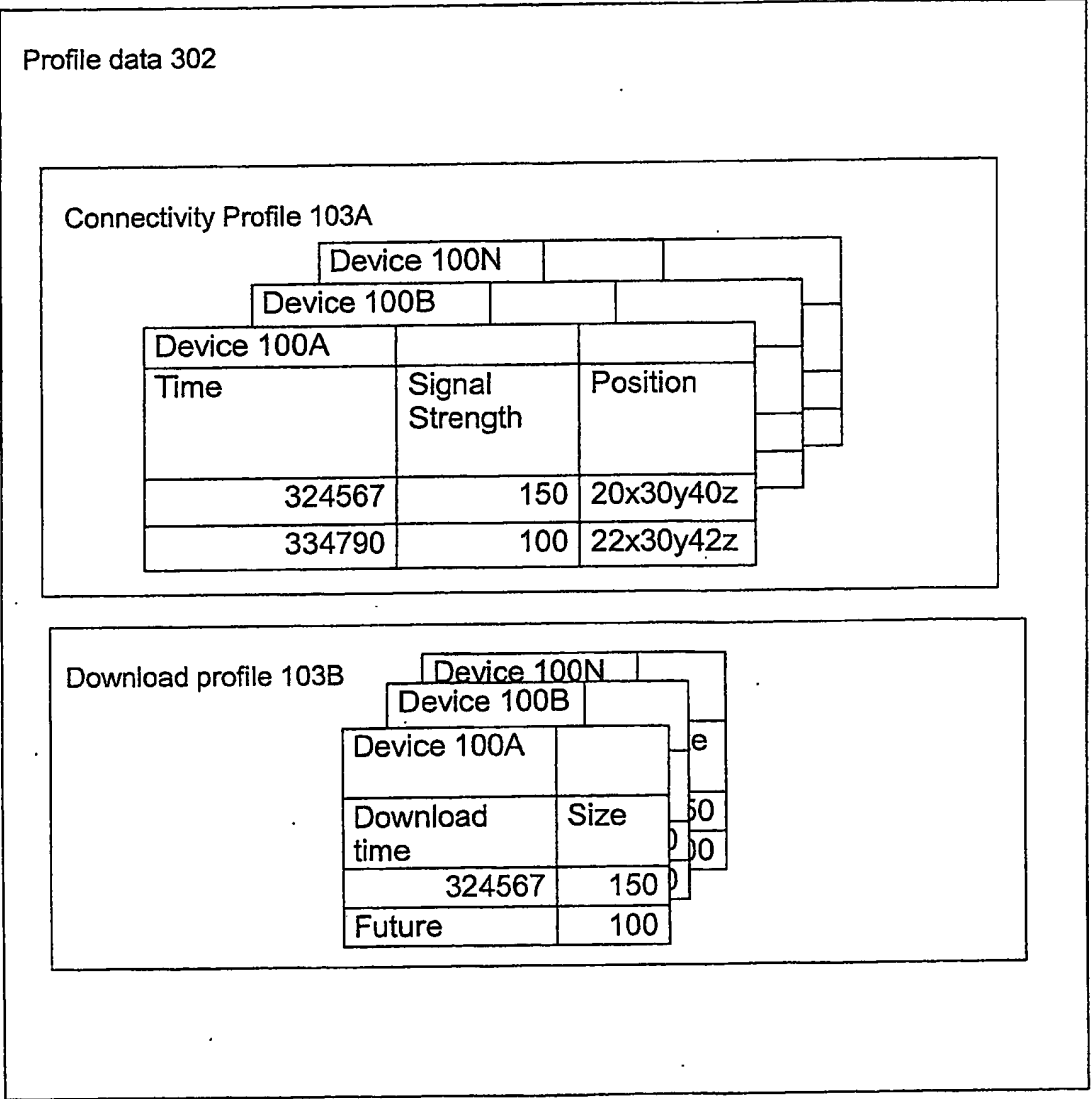 Profile data 302
Connectivity Profile 103A
Device 100N
Device 100B
Device 100A
Time Signal Strength Position
324567 150 20x30y40z
334790 100 22x30y42z
Download profile 103B
Device 100N
Device 100B
Device 100A
Download time Size
324567 150
Future 100
e
50
00